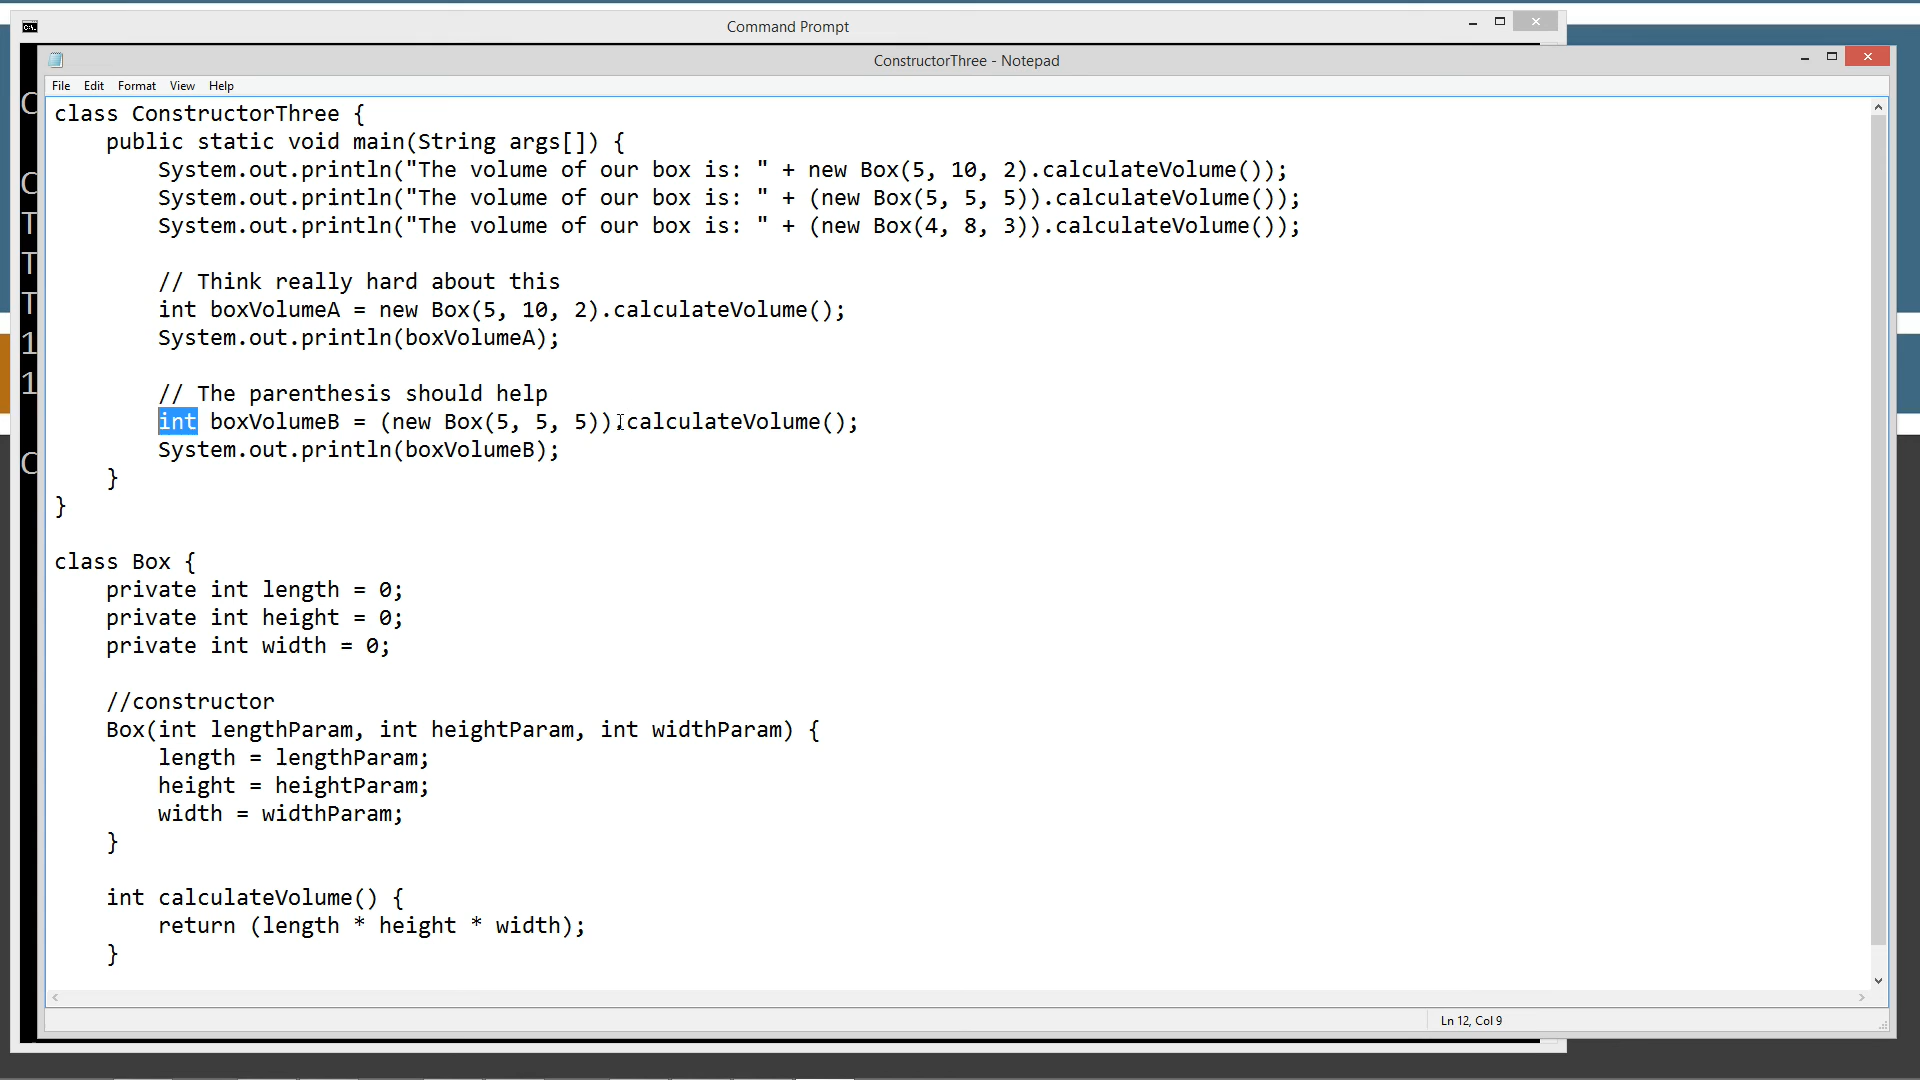 Command Prompt
ConstructorThree - Notepad
File Edit Format View Help
class ConstructorThree {
    public static void main(String args[]) {
        System.out.println("The volume of our box is: " + new Box(5, 10, 2).calculateVolume());
        System.out.println("The volume of our box is: " + (new Box(5, 5, 5)).calculateVolume());
        System.out.println("The volume of our box is: " + (new Box(4, 8, 3)).calculateVolume());
        // Think really hard about this
        int boxVolumeA = new Box(5, 10, 2).calculateVolume();
        System.out.println(boxVolumeA);
        // The parenthesis should help
        int boxVolumeB = (new Box(5, 5, 5)).calculateVolume();
        System.out.println(boxVolumeB);
    }
}
class Box {
    private int length = 0;
    private int height = 0;
    private int width = 0;
    //constructor
    Box(int lengthParam, int heightParam, int widthParam) {
        length = lengthParam;
        height = heightParam;
        width = widthParam;
    }
    int calculateVolume() {
        return (length * height * width);
    }
Ln 12, Col 9
C
C
T
T
T
1
1
C